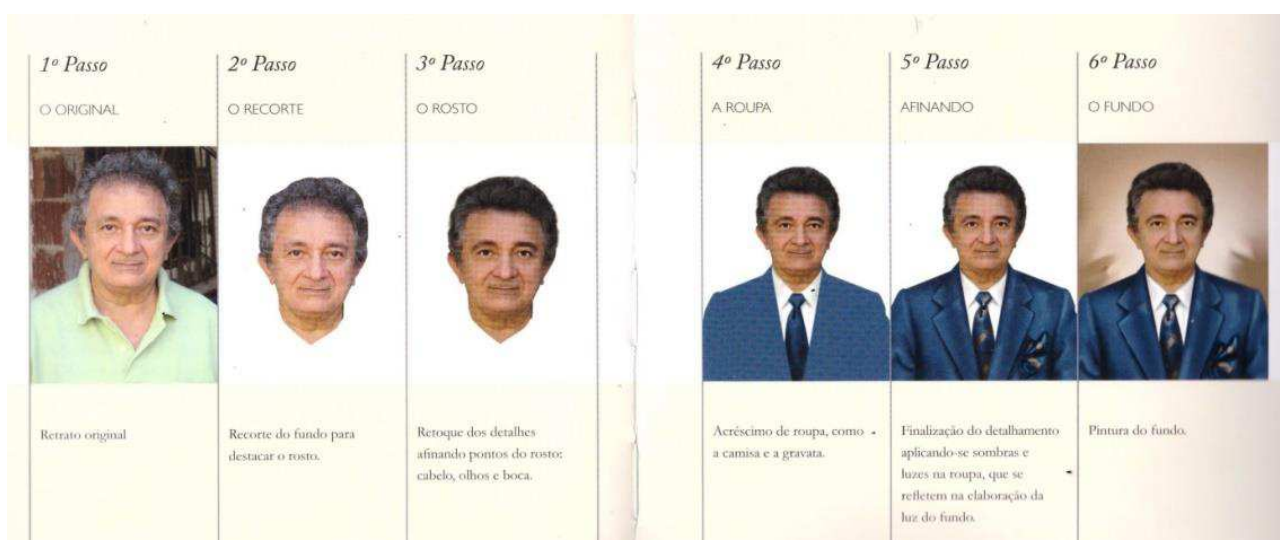 1º Passo
O ORIGINAL
Retrato original
2º Passo
O RECORTE
Recorte do fundo para
destacar o rosto.
3º Passo
O ROSTO
Retoque dos detalhes
afinando pontos do rosto:
cabelo, olhos e boca.
4º Passo
A ROUPA
Acréscimo de roupa, como
a camisa e a gravata.
5º Passo
AFINANDO
Finalização do detalhamento
aplicando-se sombras e
luzes na roupa, que se
refletem na elaboração da
luz do fundo.
6º Passo
O FUNDO
Pintura do fundo.